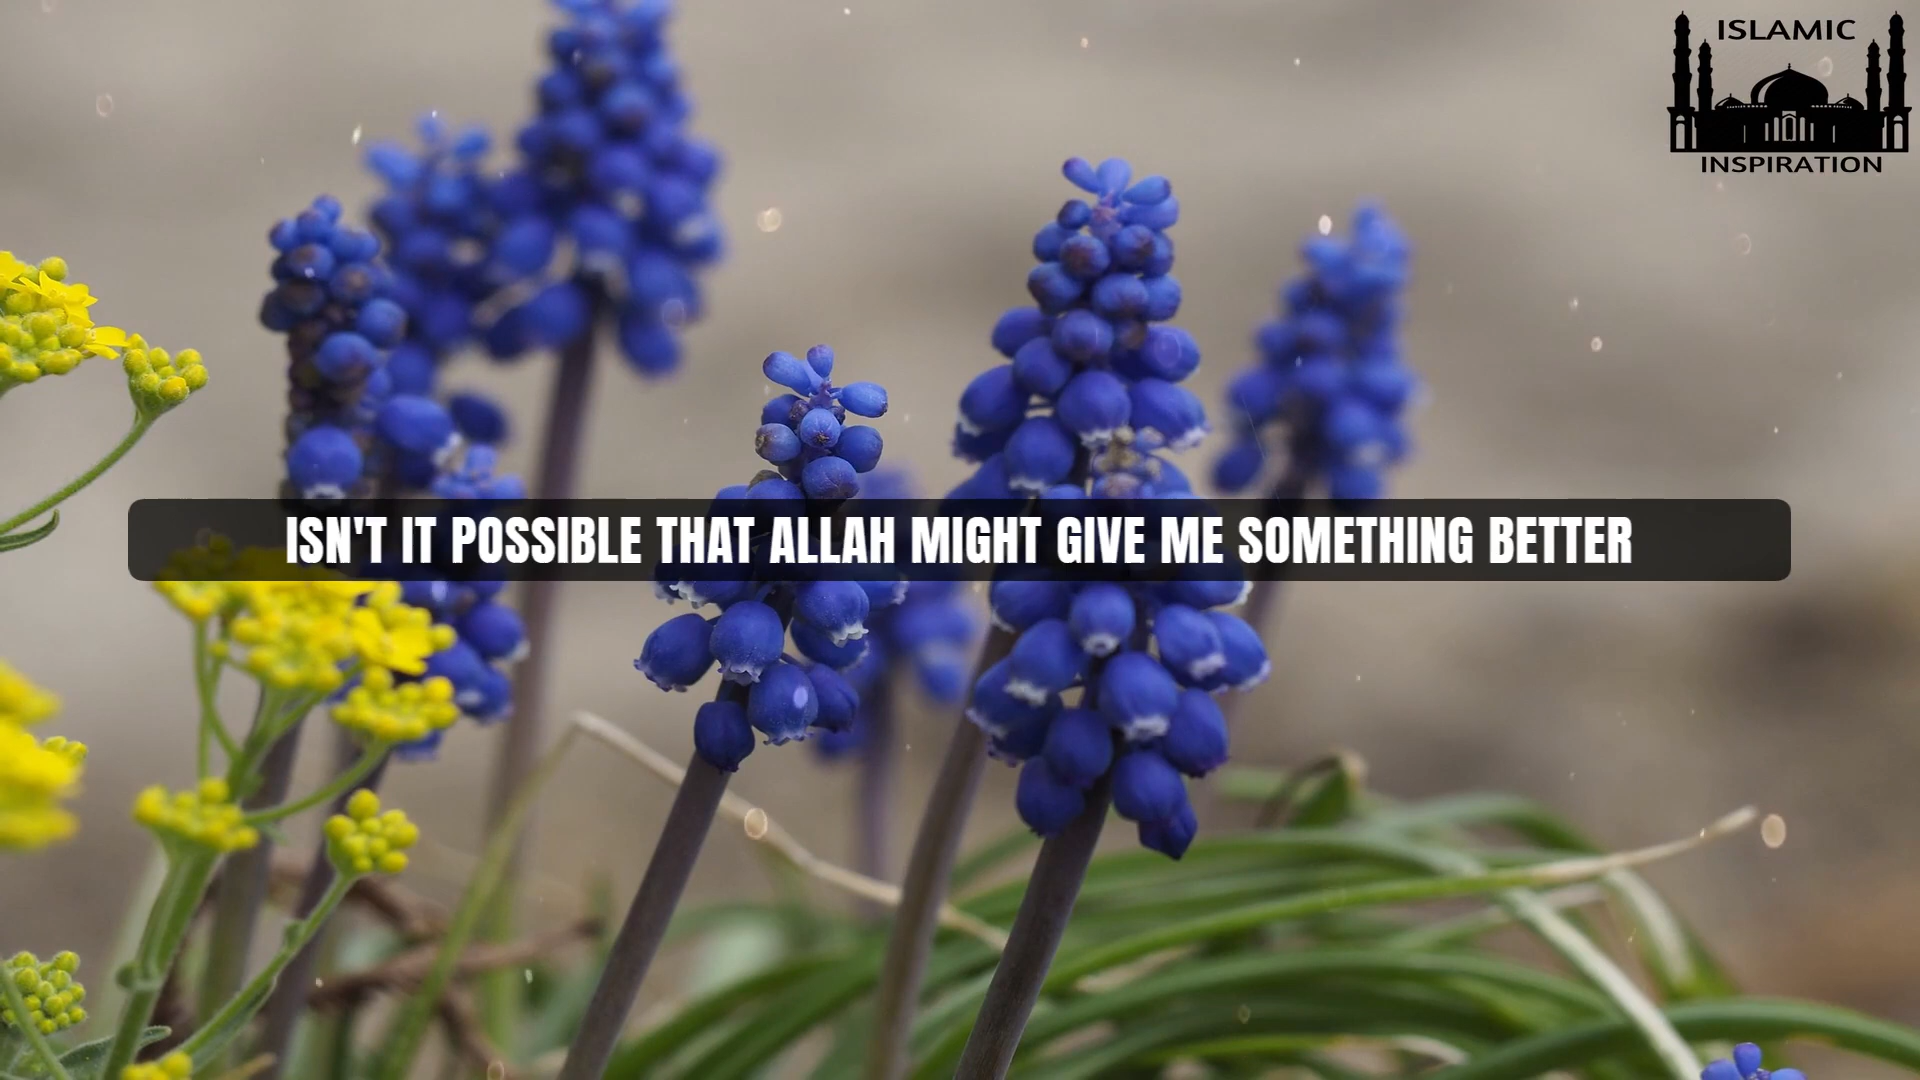 ISLAMIC
INSPIRATION
ISN'T IT POSSIBLE THAT ALLAH MIGHT GIVE ME SOMETHING BETTER